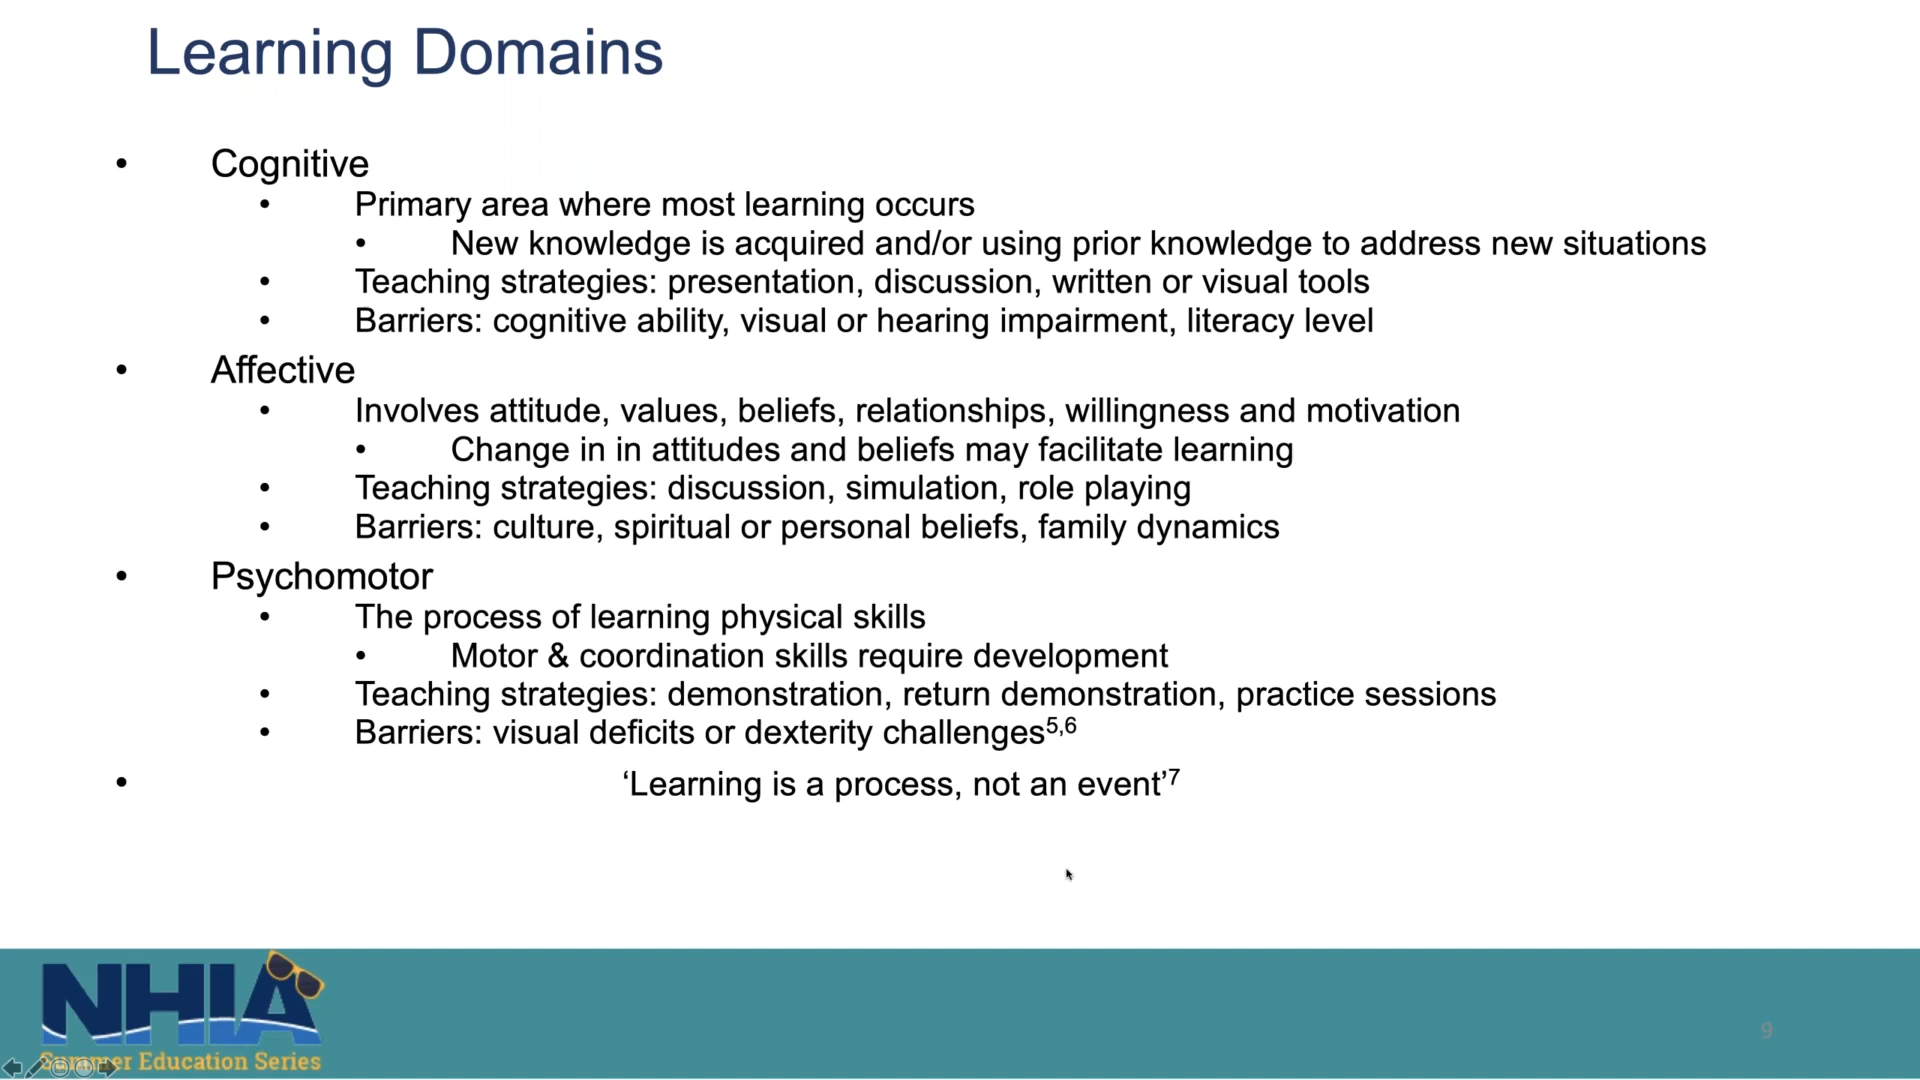 Learning Domains
• Cognitive
• Primary area where most learning occurs
• New knowledge is acquired and/or using prior knowledge to address new situations
• Teaching strategies: presentation, discussion, written or visual tools
• Barriers: cognitive ability, visual or hearing impairment, literacy level
• Affective
• Involves attitude, values, beliefs, relationships, willingness and motivation
• Change in in attitudes and beliefs may facilitate learning
• Teaching strategies: discussion, simulation, role playing
• Barriers: culture, spiritual or personal beliefs, family dynamics
• Psychomotor
• The process of learning physical skills
• Motor & coordination skills require development
• Teaching strategies: demonstration, return demonstration, practice sessions
• Barriers: visual deficits or dexterity challenges5,6
• ‘Learning is a process, not an event’7
NHIA
Summer Education Series
9